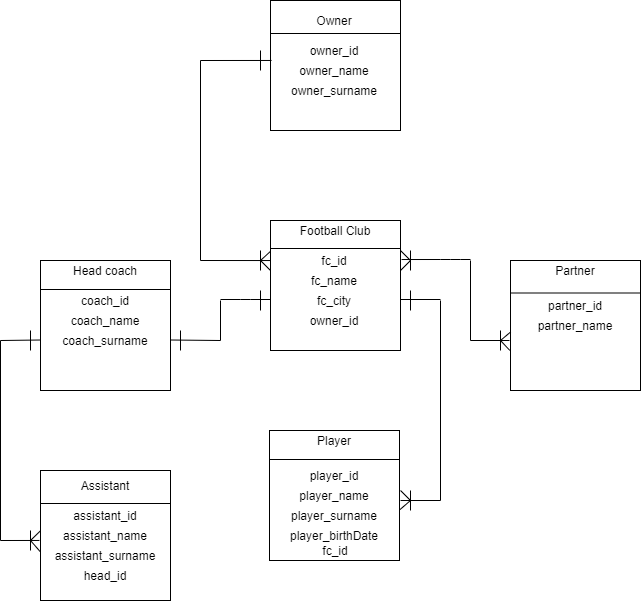 Owner
owner_id
owner_name
owner_surname
Football Club
fc_id
fc_name
fc_city
owner_id
Head coach
coach_id
coach_name
coach_surname
Partner
partner_id
partner_name
Player
player_id
player_name
player_surname
player_birthDate
fc_id
Assistant
assistant_id
assistant_name
assistant_surname
head_id